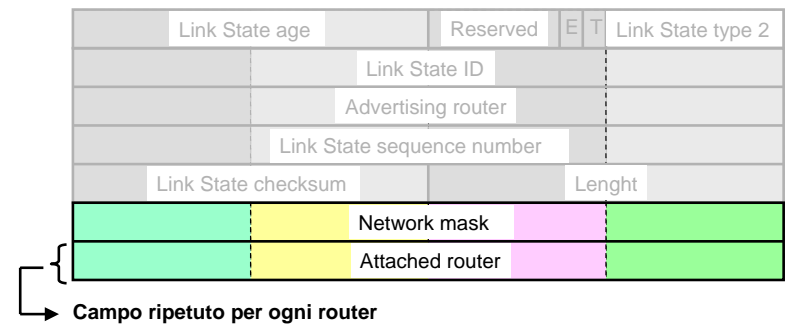 Link State age Reserved E T Link State type 2
Link State ID
Advertising router
Link State sequence number
Link State checksum Lenght
Network mask
Attached router
Campo ripetuto per ogni router